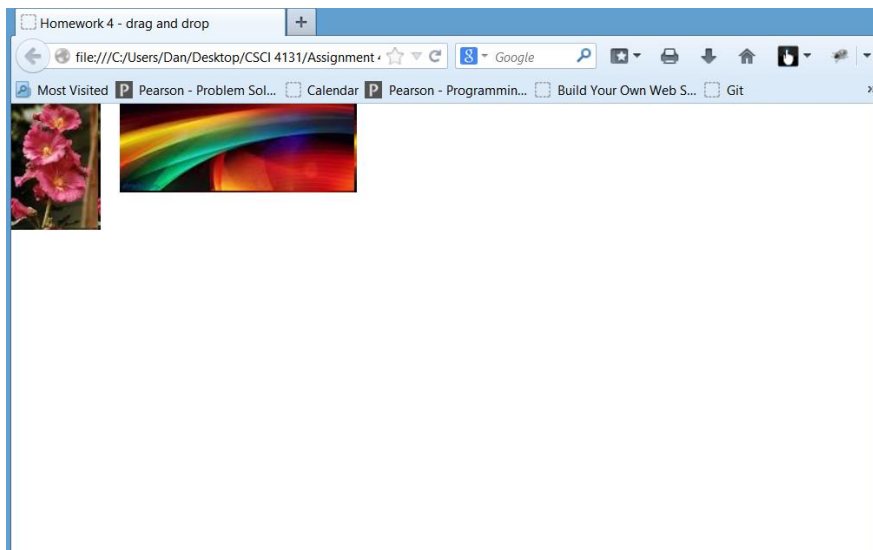 Homework 4 - drag and drop +
file:///C:/Users/Dan/Desktop/CSCI 4131/Assignment 8 Google
Most Visited P Pearson - Problem Sol... Calendar P Pearson - Programmin... Build Your Own Web S... Git »